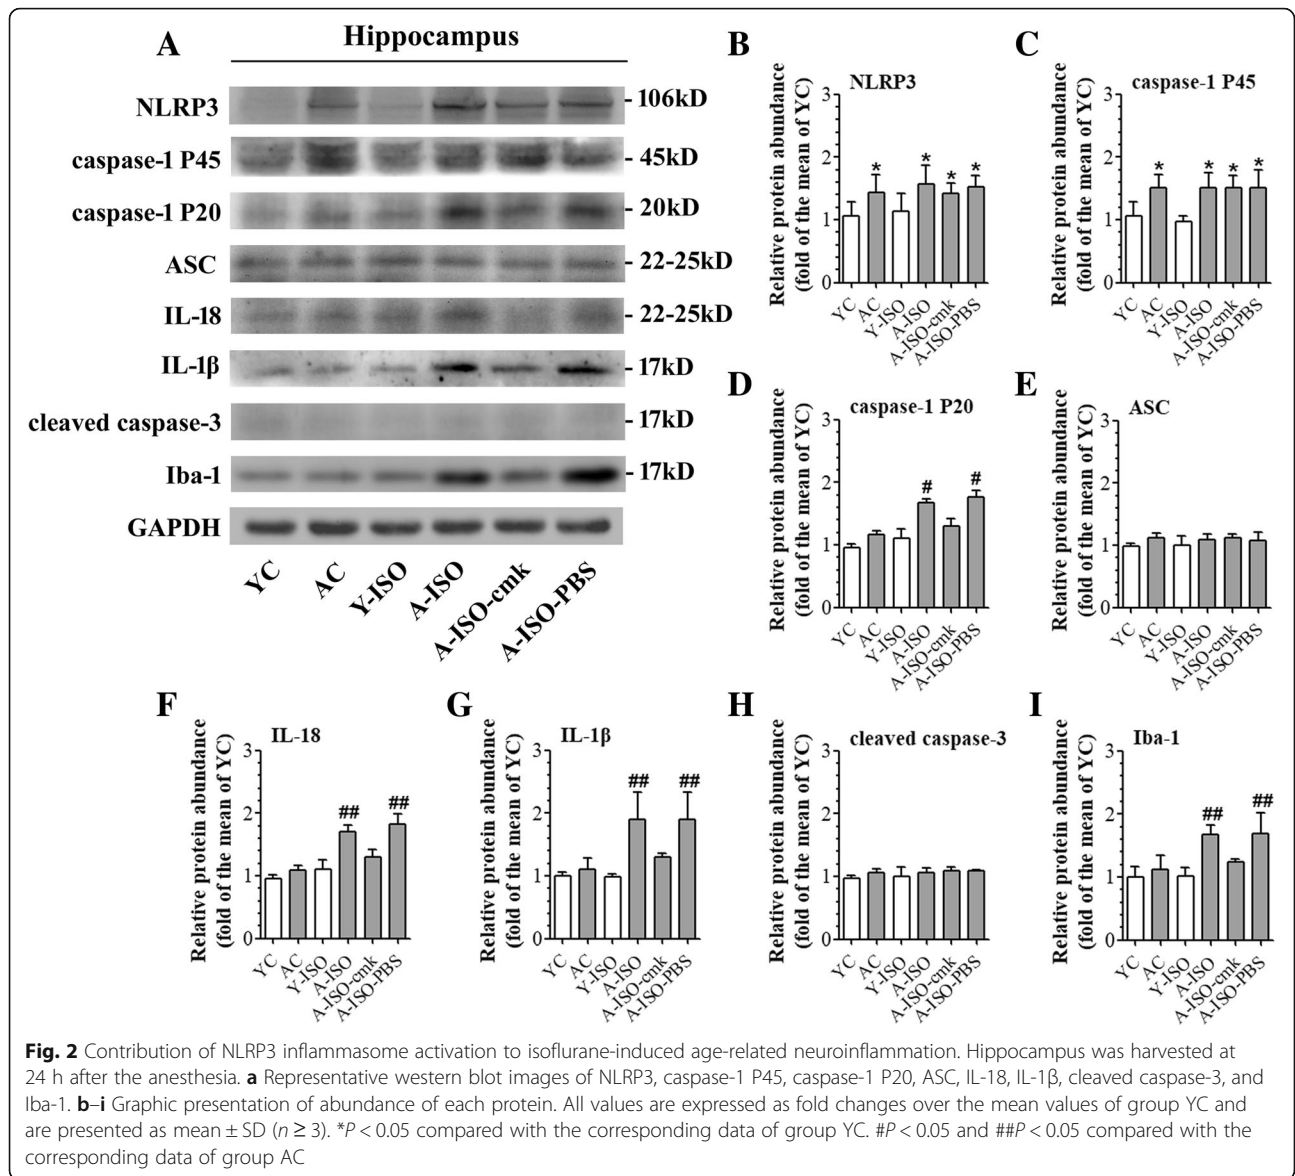 A
Hippocampus
NLRP3
- 106kD
caspase-1 P45
- 45kD
caspase-1 P20
- 20kD
ASC
- 22-25kD
IL-18
- 22-25kD
IL-1β
- 17kD
cleaved caspase-3
- 17kD
Iba-1
- 17kD
GAPDH
YC
AC
Y-ISO
A-ISO
A-ISO-cmk
A-ISO-PBS
B
NLRP3
Relative protein abundance
(fold of the mean of YC)
3
2
1
0
* * * *
YC
AC
Y-ISO
A-ISO
A-ISO-cmk
A-ISO-PBS
C
caspase-1 P45
Relative protein abundance
(fold of the mean of YC)
3
2
1
0
* * * *
YC
AC
Y-ISO
A-ISO
A-ISO-cmk
A-ISO-PBS
D
caspase-1 P20
Relative protein abundance
(fold of the mean of YC)
3
2
1
0
# #
YC
AC
Y-ISO
A-ISO
A-ISO-cmk
A-ISO-PBS
E
ASC
Relative protein abundance
(fold of the mean of YC)
3
2
1
0
YC
AC
Y-ISO
A-ISO
A-ISO-cmk
A-ISO-PBS
F
IL-18
Relative protein abundance
(fold of the mean of YC)
3
2
1
0
## ##
YC
AC
Y-ISO
A-ISO
A-ISO-cmk
A-ISO-PBS
G
IL-1β
Relative protein abundance
(fold of the mean of YC)
3
2
1
0
## ##
YC
AC
Y-ISO
A-ISO
A-ISO-cmk
A-ISO-PBS
H
cleaved caspase-3
Relative protein abundance
(fold of the mean of YC)
3
2
1
0
YC
AC
Y-ISO
A-ISO
A-ISO-cmk
A-ISO-PBS
I
Iba-1
Relative protein abundance
(fold of the mean of YC)
3
2
1
0
## ##
YC
AC
Y-ISO
A-ISO
A-ISO-cmk
A-ISO-PBS
Fig. 2 Contribution of NLRP3 inflammasome activation to isoflurane-induced age-related neuroinflammation. Hippocampus was harvested at
24 h after the anesthesia. a Representative western blot images of NLRP3, caspase-1 P45, caspase-1 P20, ASC, IL-18, IL-1β, cleaved caspase-3, and
Iba-1. b–i Graphic presentation of abundance of each protein. All values are expressed as fold changes over the mean values of group YC and
are presented as mean ± SD (n ≥ 3). *P < 0.05 compared with the corresponding data of group YC. #P < 0.05 and ##P < 0.05 compared with the
corresponding data of group AC